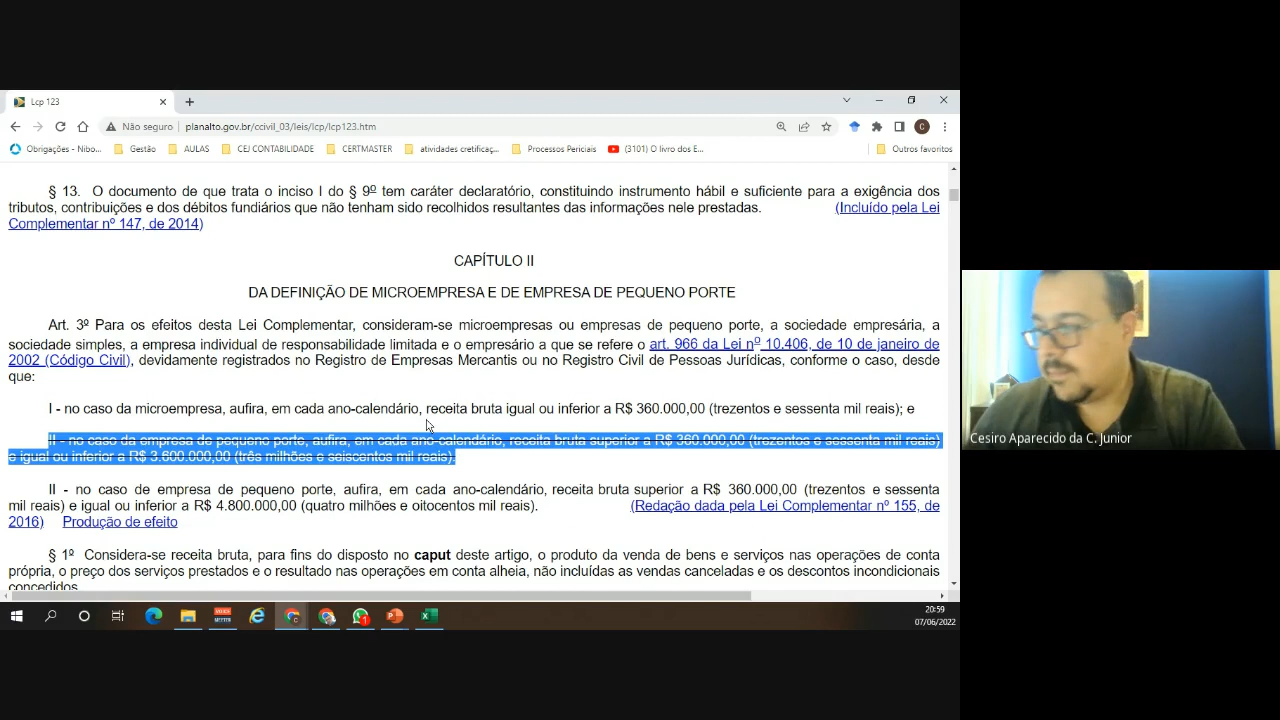 Lcp 123
Não seguro
planalto.gov.br/ccivil_03/leis/lcp/lcp123.htm
C
Obrigações - Nibo...
Gestão
AULAS
CEJ CONTABILIDADE
CERTMASTER
atividades cretificaç...
Processos Periciais
(3101) O livro dos E...
Outros favoritos
§ 13. O documento de que trata o inciso I do § 9º tem caráter declaratório, constituindo instrumento hábil e suficiente para a exigência dos
tributos, contribuições e dos débitos fundiários que não tenham sido recolhidos resultantes das informações nele prestadas. (Incluído pela Lei
Complementar nº 147, de 2014)
CAPÍTULO II
DA DEFINIÇÃO DE MICROEMPRESA E DE EMPRESA DE PEQUENO PORTE
Art. 3º Para os efeitos desta Lei Complementar, consideram-se microempresas ou empresas de pequeno porte, a sociedade empresária, a
sociedade simples, a empresa individual de responsabilidade limitada e o empresário a que se refere o art. 966 da Lei nº 10.406, de 10 de janeiro de
2002 (Código Civil), devidamente registrados no Registro de Empresas Mercantis ou no Registro Civil de Pessoas Jurídicas, conforme o caso, desde
que:
I - no caso da microempresa, aufira, em cada ano-calendário, receita bruta igual ou inferior a R$ 360.000,00 (trezentos e sessenta mil reais); e
II - no caso da empresa de pequeno porte, aufira, em cada ano-calendário, receita bruta superior a R$ 360.000,00 (trezentos e sessenta mil reais)
e igual ou inferior a R$ 3.600.000,00 (três milhões e seiscentos mil reais).
II - no caso de empresa de pequeno porte, aufira, em cada ano-calendário, receita bruta superior a R$ 360.000,00 (trezentos e sessenta
mil reais) e igual ou inferior a R$ 4.800.000,00 (quatro milhões e oitocentos mil reais). (Redação dada pela Lei Complementar nº 155, de
2016) Produção de efeito
§ 1º Considera-se receita bruta, para fins do disposto no caput deste artigo, o produto da venda de bens e serviços nas operações de conta
própria, o preço dos serviços prestados e o resultado nas operações em conta alheia, não incluídas as vendas canceladas e os descontos incondicionais
concedidos.
20:59
07/06/2022
Cesiro Aparecido da C. Junior